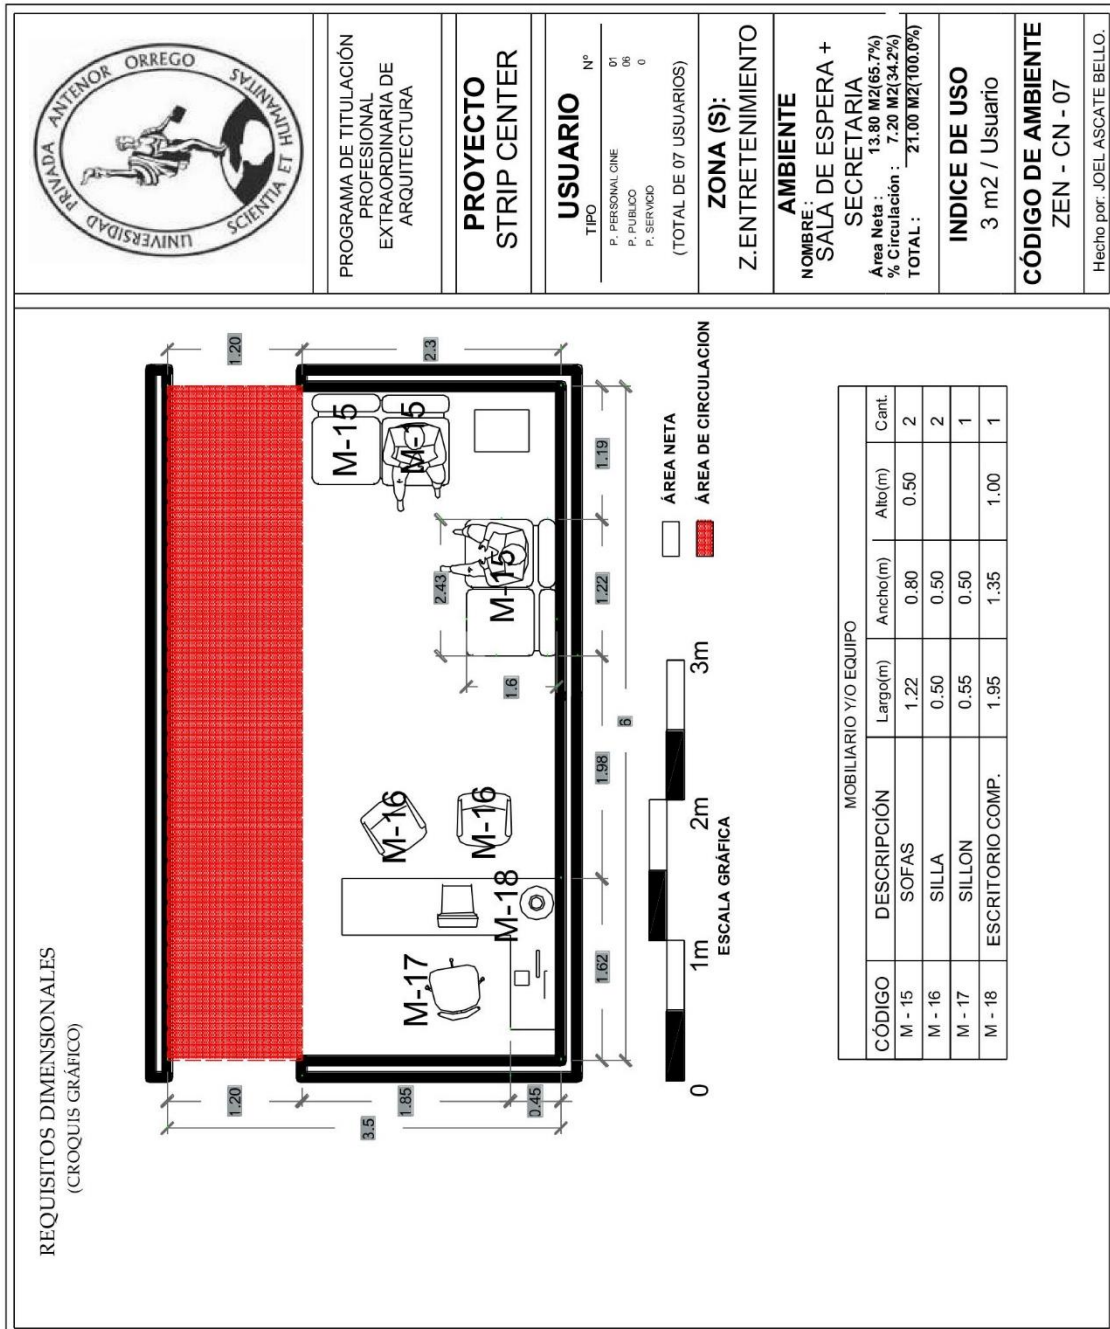 REQUISITOS DIMENSIONALES
(CROQUIS GRÁFICO)
1.20
2.3
1.20
1.85
0.45
3.5
M-15
M-15
M-15
M-16
M-16
M-17
M-18
2.43
1.6
1.62
1.98
1.22
1.19
6
0
1m
2m
3m
ESCALA GRÁFICA
ÁREA NETA
ÁREA DE CIRCULACION
MOBILIARIO Y/O EQUIPO
CÓDIGO DESCRIPCIÓN Largo(m) Ancho(m) Alto(m) Cant.
M - 15 SOFAS 1.22 0.80 0.50 2
M - 16 SILLA 0.50 0.50 2
M - 17 SILLON 0.55 0.50 1
M - 18 ESCRITORIO COMP. 1.95 1.35 1.00 1
UNIVERSIDAD PRIVADA ANTENOR ORREGO
SCIENTIA ET HUMANITAS
PROGRAMA DE TITULACIÓN
PROFESIONAL
EXTRAORDINARIA DE
ARQUITECTURA
PROYECTO
STRIP CENTER
USUARIO
TIPO Nº
P. PERSONAL CINE 01
P. PUBLICO 06
P. SERVICIO 0
(TOTAL DE 07 USUARIOS)
ZONA (S):
Z.ENTRETENIMIENTO
AMBIENTE
NOMBRE :
SALA DE ESPERA +
SECRETARIA
Área Neta : 13.80 M2(65.7%)
% Circulación : 7.20 M2(34.2%)
TOTAL : 21.00 M2(100.0%)
INDICE DE USO
3 m2 / Usuario
CÓDIGO DE AMBIENTE
ZEN - CN - 07
Hecho por: JOEL ASCATE BELLO.